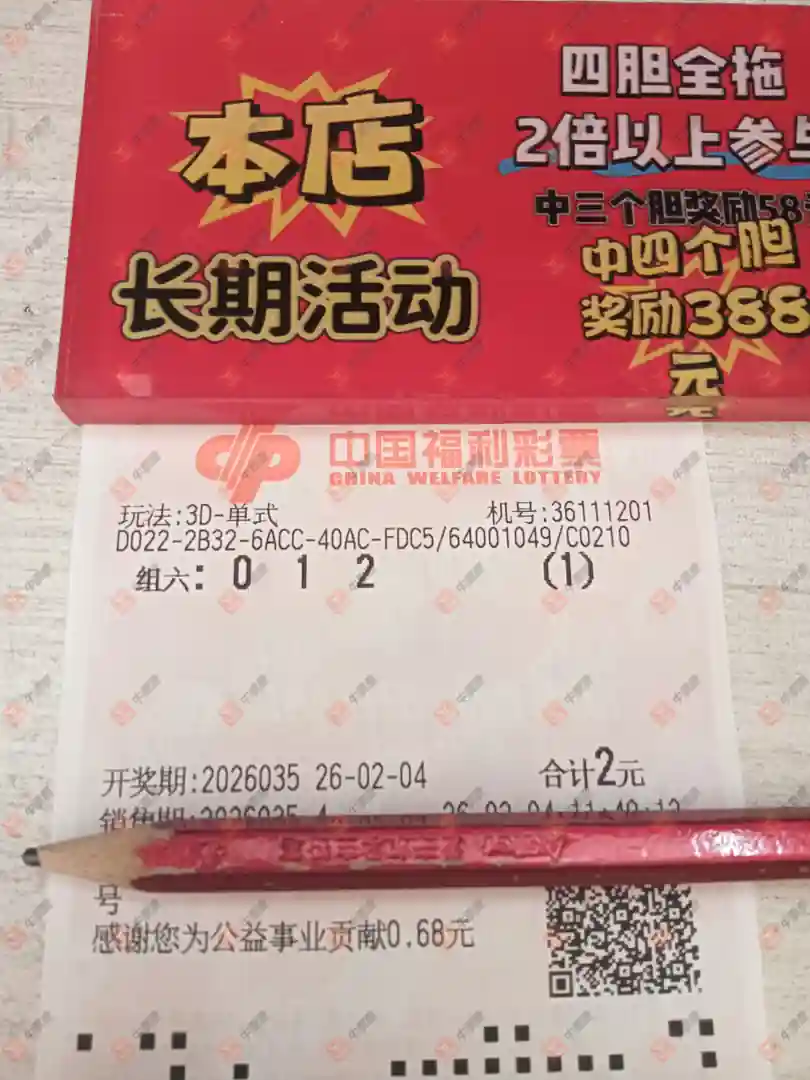 本店
长期活动
四胆全拖
2倍以上参与
中三个胆奖励58
中四个胆
奖励388
元
中国福利彩票
CHINA WELFARE LOTTERY
玩法:3D-单式 机号:36111201
D022-2B32-6ACC-40AC-FDC5/64001049/C0210
组六: 0 1 2 (1)
开奖期:2026035 26-02-04 合计2元
销售期:2026035
号
感谢您为公益事业贡献0.68元